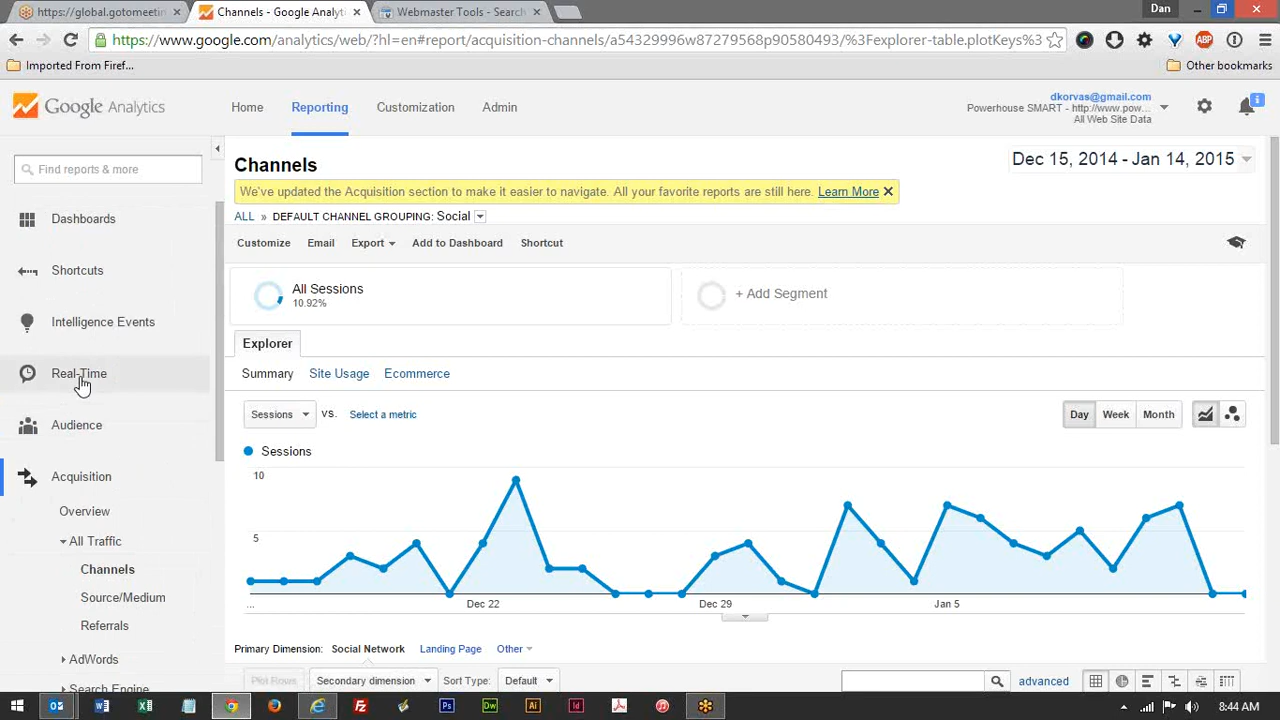 https://global.gotomeetin
Channels - Google Analyti
Webmaster Tools - Search
Dan
https://www.google.com/analytics/web/?hl=en#report/acquisition-channels/a54329996w87279568p90580493/%3Fexplorer-table.plotKeys%3
ABP
Imported From Firef...
Other bookmarks
Google Analytics
Home
Reporting
Customization
Admin
dkorvas@gmail.com
Powerhouse SMART - http://www.pow...
All Web Site Data
1
Find reports & more
Dashboards
Shortcuts
Intelligence Events
Real-Time
Audience
Acquisition
Overview
All Traffic
Channels
Source/Medium
Referrals
AdWords
Search Engine
Channels
Dec 15, 2014 - Jan 14, 2015
We've updated the Acquisition section to make it easier to navigate. All your favorite reports are still here. Learn More
ALL » DEFAULT CHANNEL GROUPING: Social
Customize Email Export Add to Dashboard Shortcut
All Sessions
10.92%
+ Add Segment
Explorer
Summary Site Usage Ecommerce
Sessions vs. Select a metric
Day Week Month
Sessions
10
5
... Dec 22 Dec 29 Jan 5
Primary Dimension: Social Network Landing Page Other
Plot Rows Secondary dimension Sort Type: Default advanced
Ps Dw Ai Id
8:44 AM